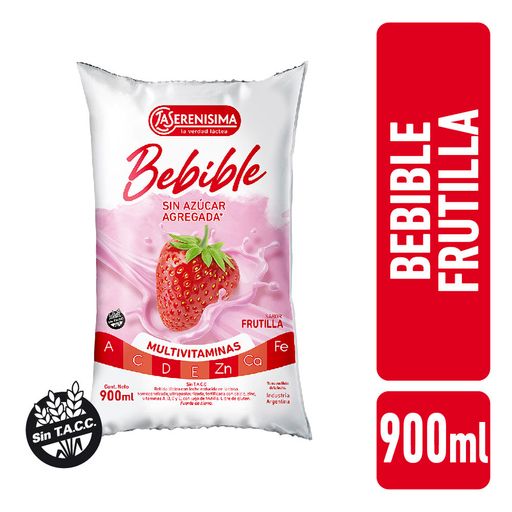 LA SERENISIMA
la verdad láctea
Bebible
SIN AZÚCAR
AGREGADA*
SABOR
FRUTILLA
MULTIVITAMINAS
A C D E Zn Ca Fe
Cont. Neto
900ml
Sin T.A.C.C.
Industria
Argentina
Sin T.A.C.C.
BEBIBLE
FRUTILLA
900ml